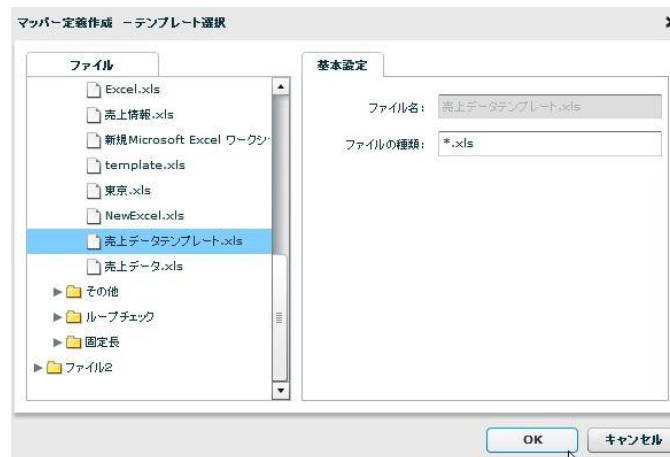 マッパー定義作成 －テンプレート選択
ファイル
Excel.xls
売上情報.xls
新規Microsoft Excel ワークシ
template.xls
東京.xls
NewExcel.xls
売上データテンプレート.xls
売上データ.xls
その他
ループチェック
固定長
ファイル2
基本設定
ファイル名: 売上データテンプレート.xls
ファイルの種類: *.xls
OK キャンセル